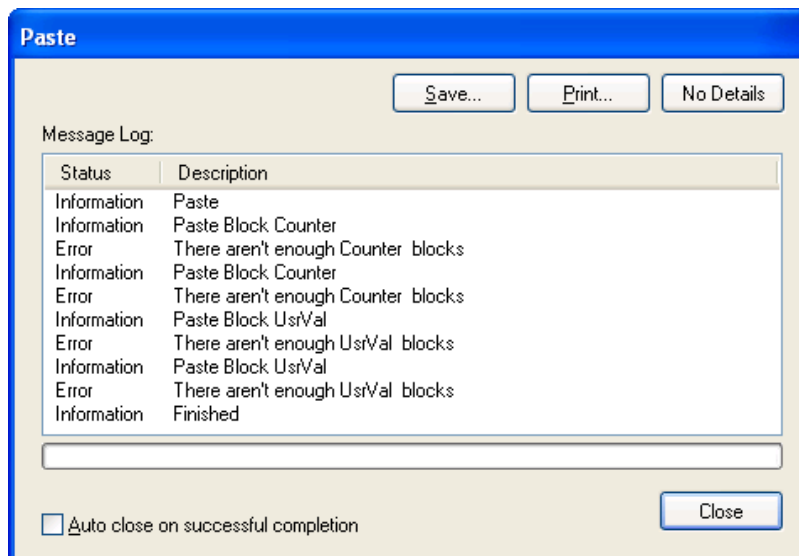 Paste
Save... Print... No Details
Message Log:
Status Description
Information Paste
Information Paste Block Counter
Error There aren't enough Counter blocks
Information Paste Block Counter
Error There aren't enough Counter blocks
Information Paste Block UsrVal
Error There aren't enough UsrVal blocks
Information Paste Block UsrVal
Error There aren't enough UsrVal blocks
Information Finished
Close
Auto close on successful completion